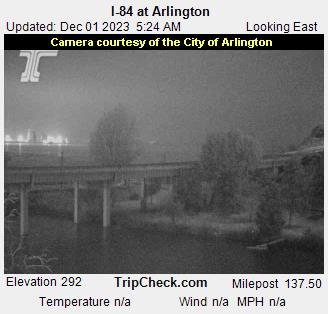 I-84 at Arlington
Updated: Dec 01 2023 5:24 AM Looking East
Camera courtesy of the City of Arlington
Elevation 292 TripCheck.com Milepost 137.50
Temperature n/a Wind n/a MPH n/a